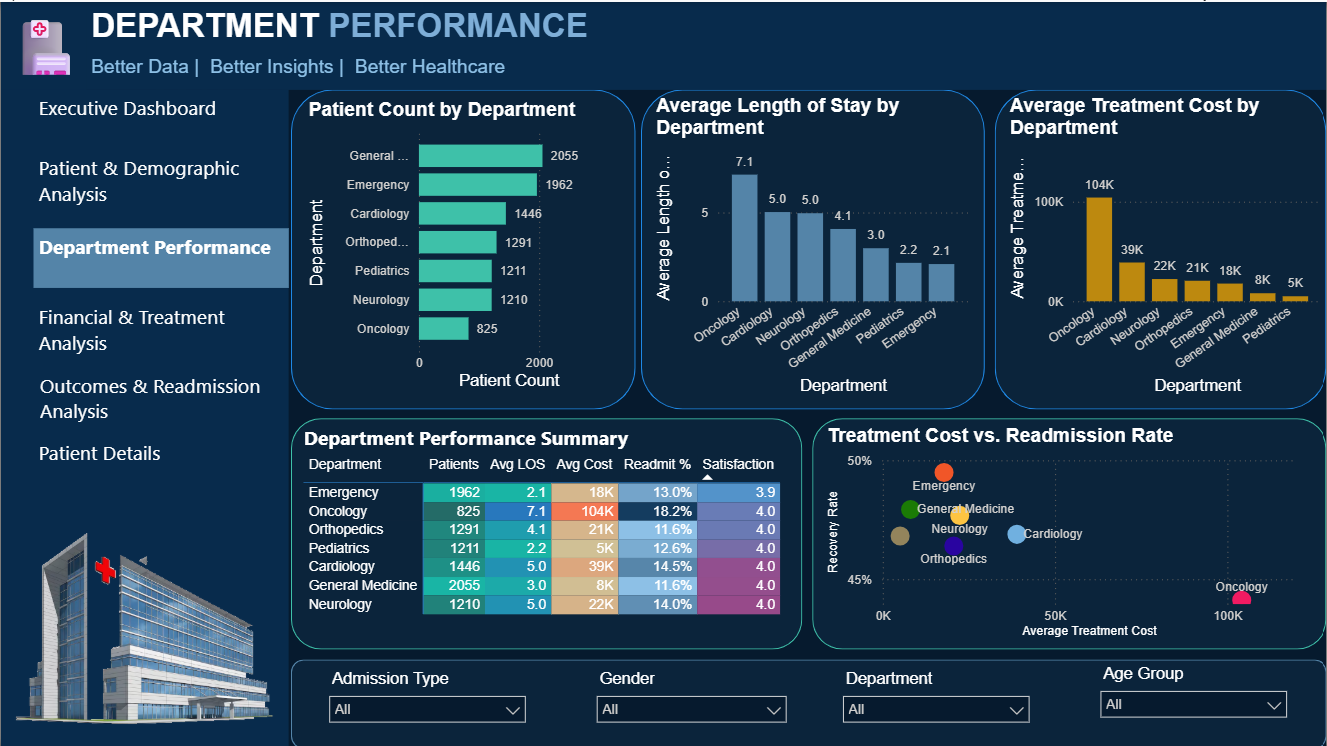 DEPARTMENT PERFORMANCE
Better Data | Better Insights | Better Healthcare
Executive Dashboard
Patient & Demographic
Analysis
Department Performance
Financial & Treatment
Analysis
Outcomes & Readmission
Analysis
Patient Details
Patient Count by Department
Department
General ... 2055
Emergency 1962
Cardiology 1446
Orthoped... 1291
Pediatrics 1211
Neurology 1210
Oncology 825
0 2000
Patient Count
Average Length of Stay by
Department
Average Length o...
5
0
7.1 5.0 5.0 4.1 3.0 2.2 2.1
Oncology Cardiology Neurology Orthopedics General Medicine Pediatrics Emergency
Department
Average Treatment Cost by
Department
Average Treatme...
100K
0K
104K 39K 22K 21K 18K 8K 5K
Oncology Cardiology Neurology Orthopedics Emergency General Medicine Pediatrics
Department
Department Performance Summary
Department Patients Avg LOS Avg Cost Readmit % Satisfaction
Emergency 1962 2.1 18K 13.0% 3.9
Oncology 825 7.1 104K 18.2% 4.0
Orthopedics 1291 4.1 21K 11.6% 4.0
Pediatrics 1211 2.2 5K 12.6% 4.0
Cardiology 1446 5.0 39K 14.5% 4.0
General Medicine 2055 3.0 8K 11.6% 4.0
Neurology 1210 5.0 22K 14.0% 4.0
Treatment Cost vs. Readmission Rate
Recovery Rate
50%
45%
Emergency
General Medicine
Neurology
Cardiology
Orthopedics
Oncology
0K 50K 100K
Average Treatment Cost
Admission Type
All
Gender
All
Department
All
Age Group
All